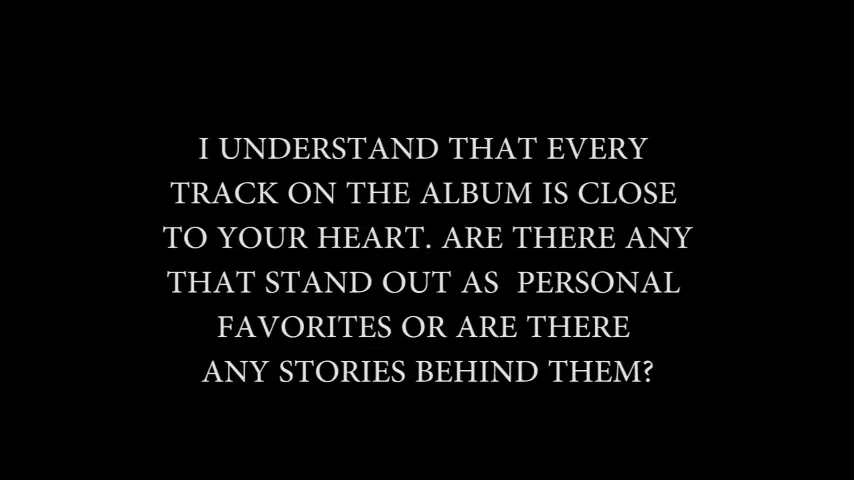 I UNDERSTAND THAT EVERY
TRACK ON THE ALBUM IS CLOSE
TO YOUR HEART. ARE THERE ANY
THAT STAND OUT AS  PERSONAL
FAVORITES OR ARE THERE
ANY STORIES BEHIND THEM?